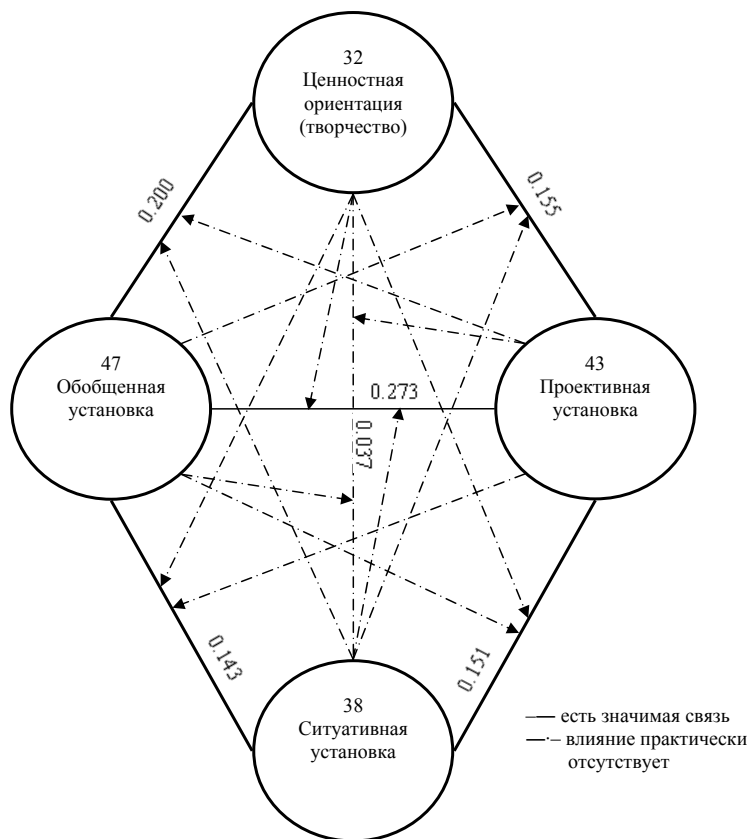 32
Ценностная
ориентация
(творчество)
0.200
0.155
47
Обобщенная
установка
0.273
0.037
43
Проективная
установка
0.143
0.151
38
Ситуативная
установка
есть значимая связь
влияние практически
отсутствует